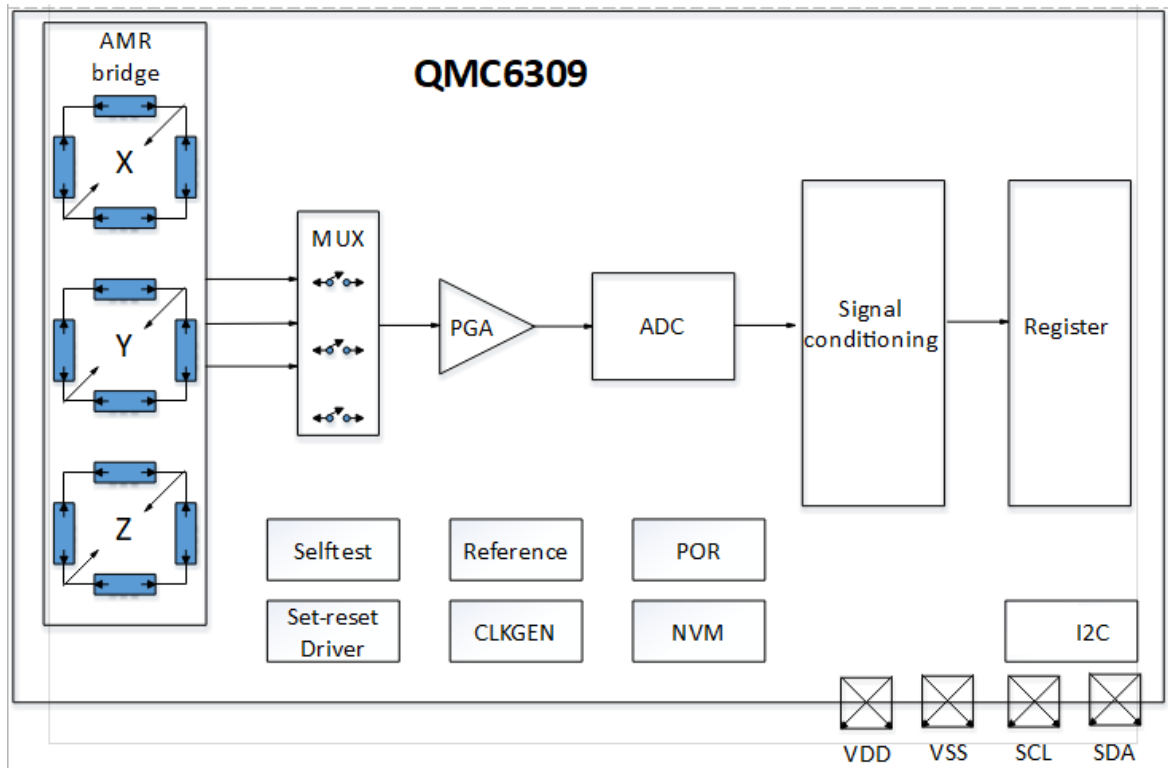 AMR
bridge
QMC6309
X
Y
Z
MUX
PGA
ADC
Signal
conditioning
Register
Selftest
Reference
POR
Set-reset
Driver
CLKGEN
NVM
I2C
VDD
VSS
SCL
SDA